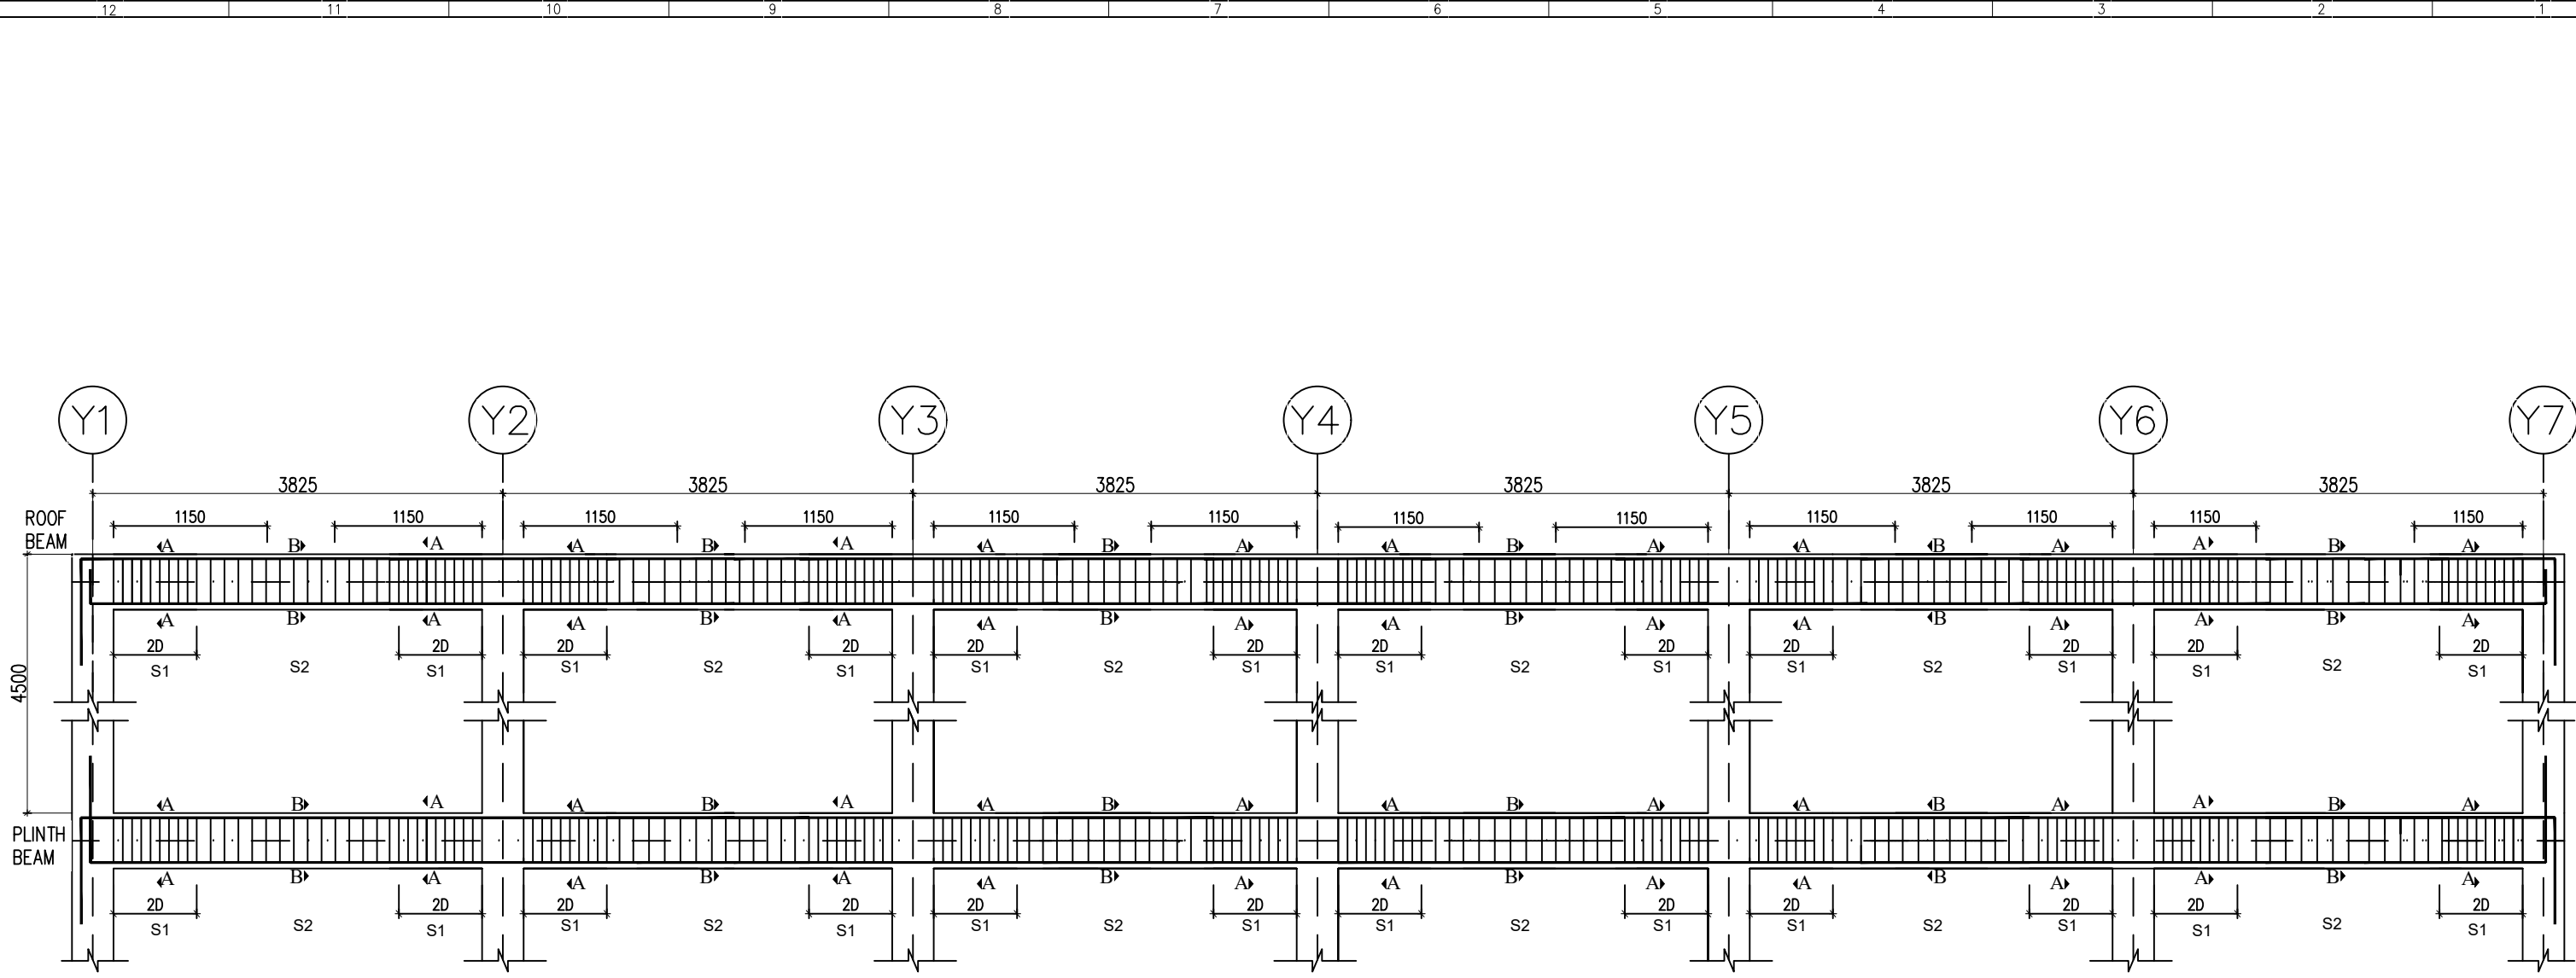 12 11 10 9 8 7 6 5 4 3 2 1
Y1 Y2 Y3 Y4 Y5 Y6 Y7
3825 3825 3825 3825 3825 3825
ROOF
BEAM
1150 1150 1150 1150 1150 1150 1150 1150 1150 1150 1150 1150
A B A A B A A B A A B A A B A A B A
A B A A B A A B A A B A A B A A B A
2D 2D 2D 2D 2D 2D 2D 2D 2D 2D 2D 2D
S1 S2 S1 S1 S2 S1 S1 S2 S1 S1 S2 S1 S1 S2 S1 S1 S2 S1
4500
A B A A B A A B A A B A A B A A B A
PLINTH
BEAM
A B A A B A A B A A B A A B A A B A
2D 2D 2D 2D 2D 2D 2D 2D 2D 2D 2D 2D
S1 S2 S1 S1 S2 S1 S1 S2 S1 S1 S2 S1 S1 S2 S1 S1 S2 S1